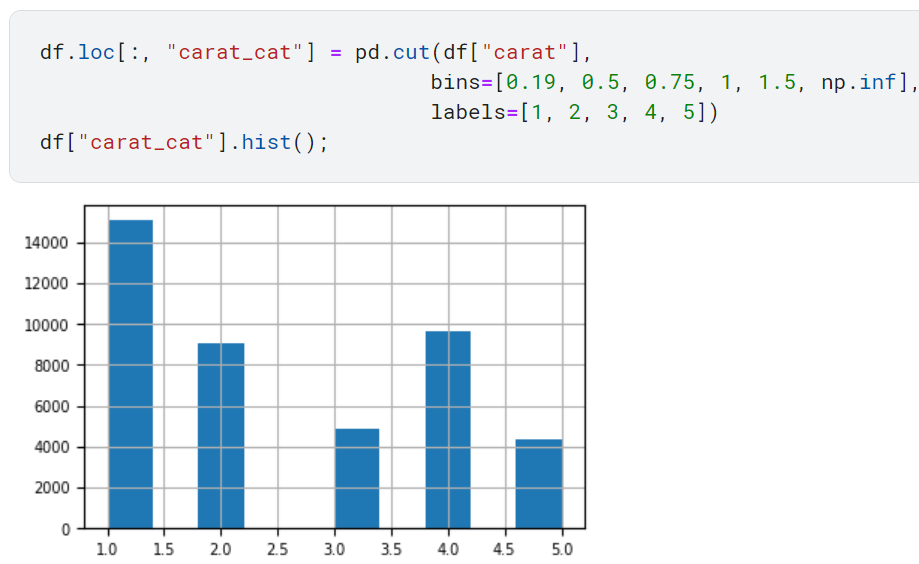 df.loc[:, "carat_cat"] = pd.cut(df["carat"],
bins=[0.19, 0.5, 0.75, 1, 1.5, np.inf],
labels=[1, 2, 3, 4, 5])
df["carat_cat"].hist();
14000
12000
10000
8000
6000
4000
2000
0
1.0 1.5 2.0 2.5 3.0 3.5 4.0 4.5 5.0